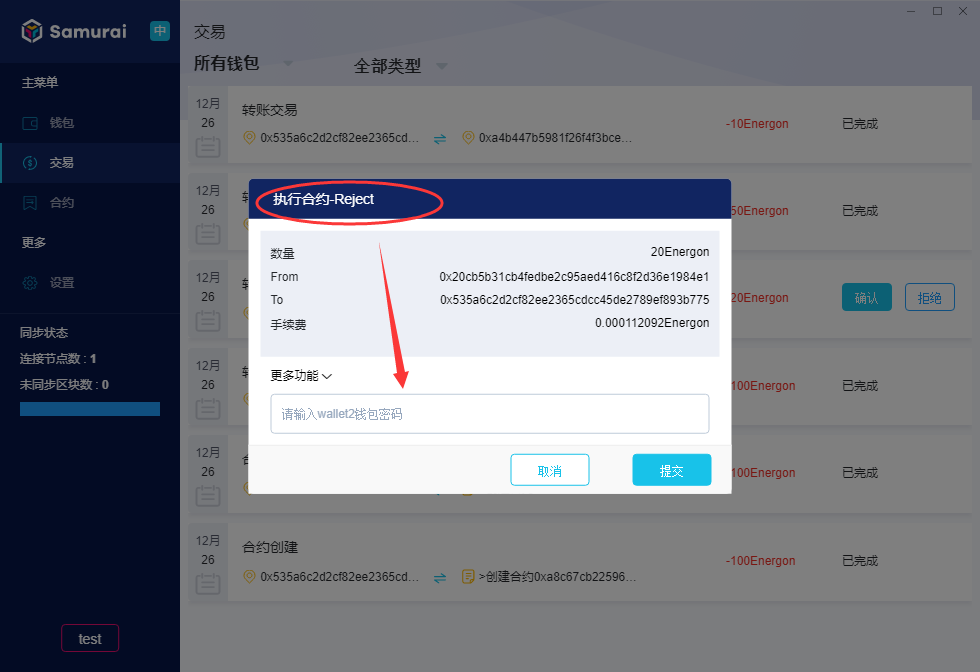 Samurai 中
主菜单
钱包
交易
合约
更多
设置
同步状态
连接节点数 : 1
未同步区块数 : 0
test
交易
所有钱包 全部类型
12月
26
转账交易
0x535a6c2d2cf82ee2365cd... 0xa4b447b5981f26f4f3bce...
-10Energon 已完成
12月
26
50Energon 已完成
12月
26
20Energon 确认 拒绝
12月
26
100Energon 已完成
12月
26
100Energon 已完成
12月
26
合约创建
0x535a6c2d2cf82ee2365cd... >创建合约0xa8c67cb22596...
-100Energon 已完成
执行合约-Reject
数量 20Energon
From 0x20cb5b31cb4fedbe2c95aed416c8f2d36e1984e1
To 0x535a6c2d2cf82ee2365cdcc45de2789ef893b775
手续费 0.000112092Energon
更多功能
请输入wallet2钱包密码
取消 提交